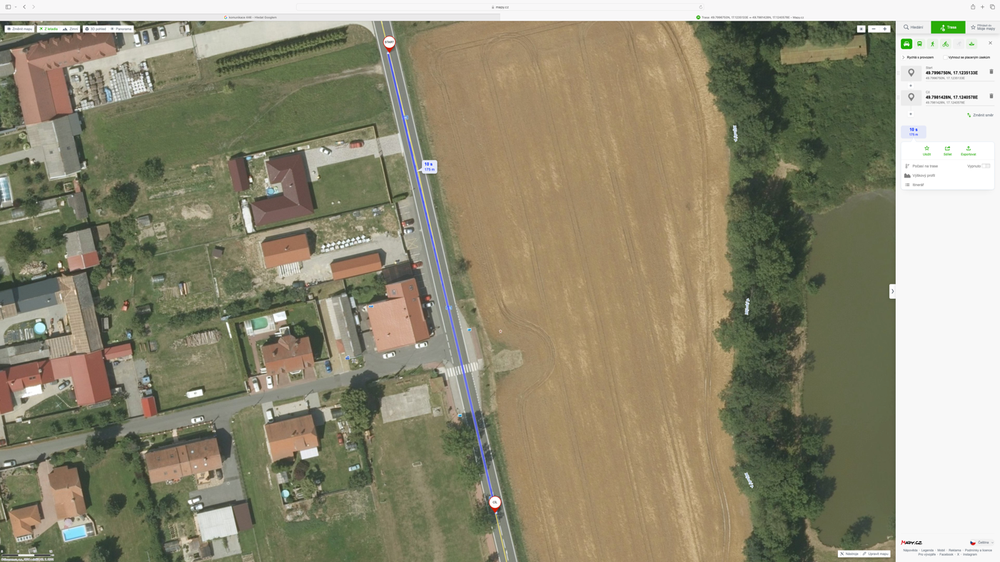 mapy.cz
komunikace 446 – Hledat Googlem
Trasa: 49.7996750N, 17.1235133E → 49.7981428N, 17.1240578E – Mapy.cz
Změnit mapu
Z letadla
Zimní
3D pohled
Panorama
START
10 s
175 m
CÍL
Nástroje
Upravit mapu
Hledání
Trasa
Přihlásit do
Moje mapy
Rychlá s provozem
Vyhnout se placeným úsekům
Start
49.7996750N, 17.1235133E
49.7996750N, 17.1235133E
Cíl
49.7981428N, 17.1240578E
49.7981428N, 17.1240578E
Změnit směr
10 s
175 m
Uložit
Sdílet
Exportovat
Počasí na trase
Vypnuto
Výškový profil
Itinerář
Mapy.cz
Čeština
Nápověda · Legenda · Mobil · Reklama · Podmínky a licence
Pro vývojáře · Facebook · X · Instagram